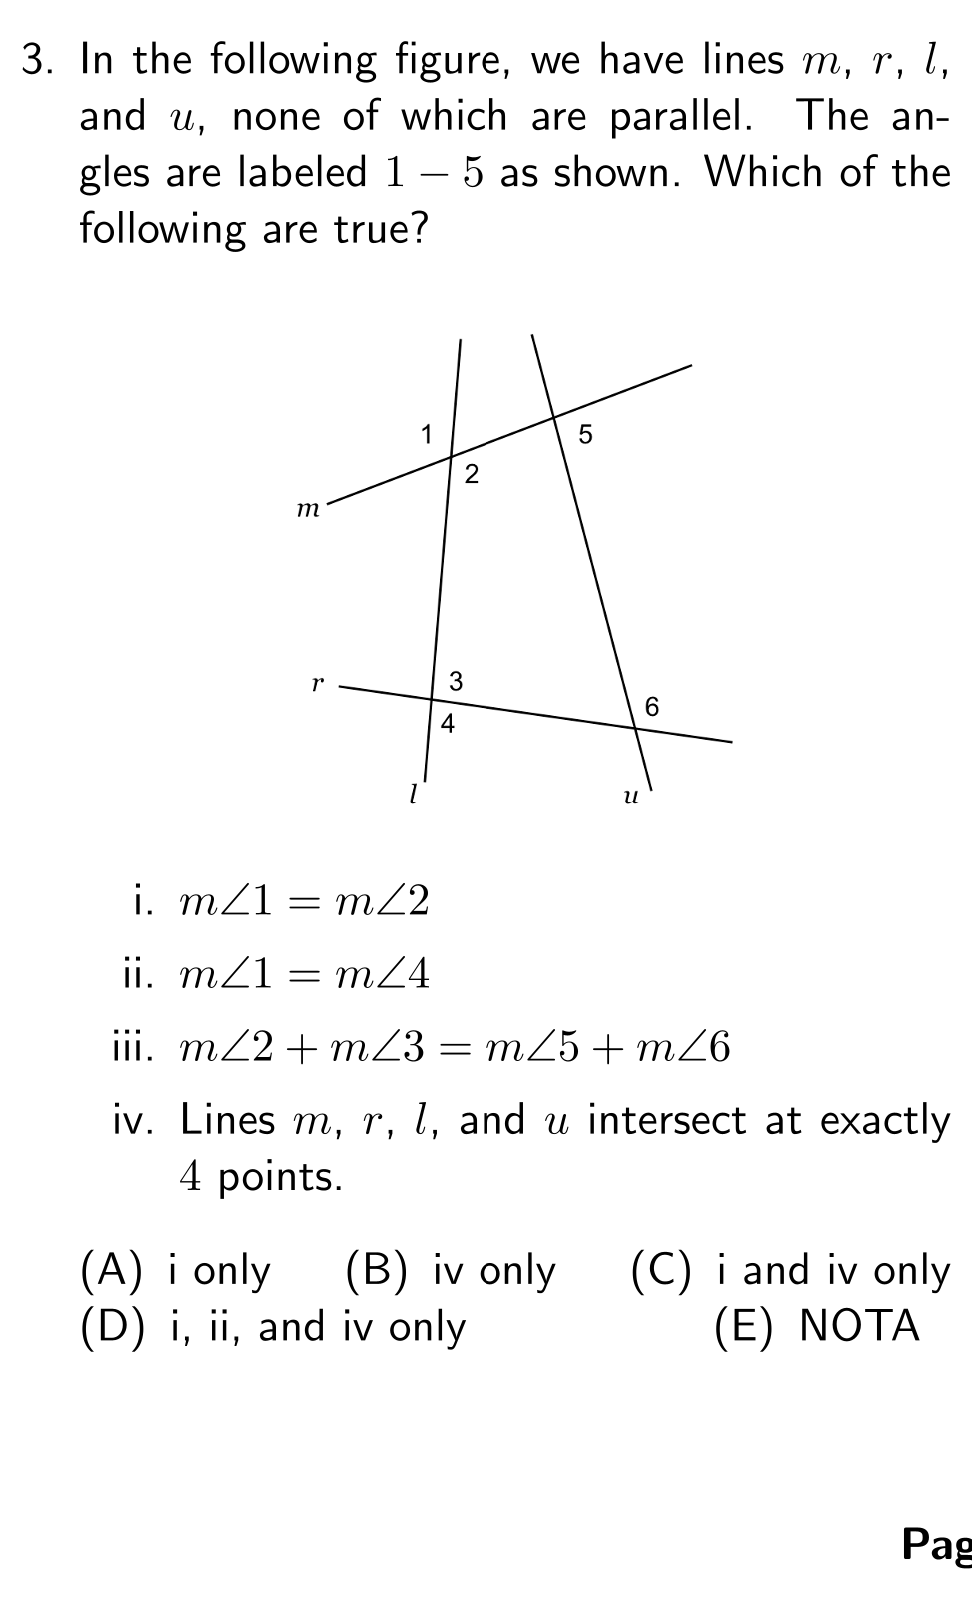 3. In the following figure, we have lines m, r, l,
and u, none of which are parallel. The an-
gles are labeled 1 − 5 as shown. Which of the
following are true?
1
5
2
m
r
3
6
4
l
u
i. m∠1 = m∠2
ii. m∠1 = m∠4
iii. m∠2 + m∠3 = m∠5 + m∠6
iv. Lines m, r, l, and u intersect at exactly
4 points.
(A) i only (B) iv only (C) i and iv only
(D) i, ii, and iv only (E) NOTA
Pag